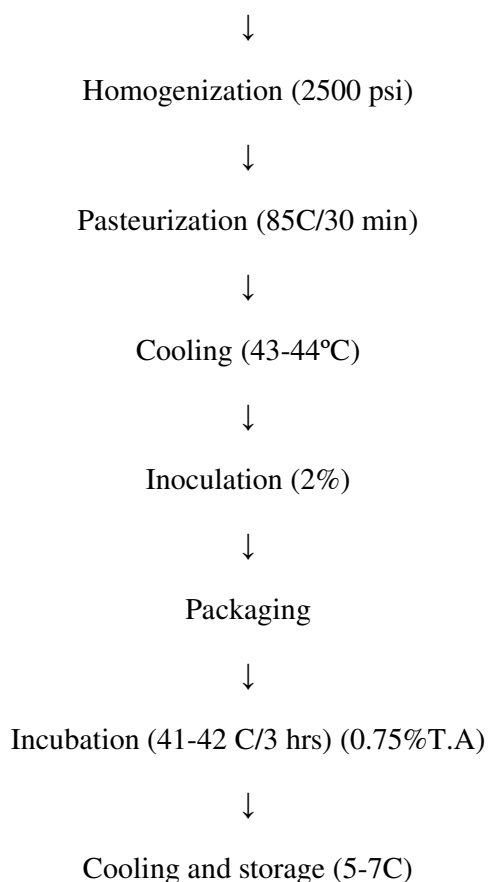 ↓
Homogenization (2500 psi)
↓
Pasteurization (85C/30 min)
↓
Cooling (43-44ºC)
↓
Inoculation (2%)
↓
Packaging
↓
Incubation (41-42 C/3 hrs) (0.75%T.A)
↓
Cooling and storage (5-7C)